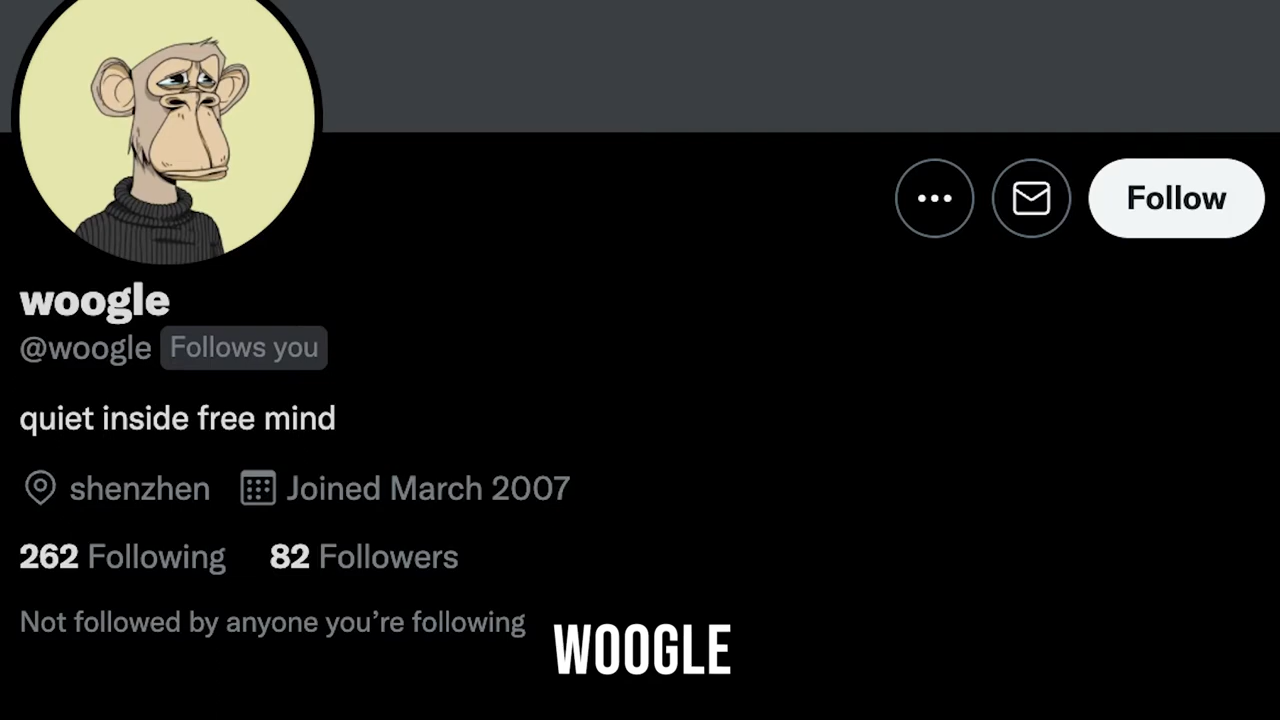 Follow
woogle
@woogle Follows you
quiet inside free mind
shenzhen Joined March 2007
262 Following 82 Followers
Not followed by anyone you’re following
WOOGLE